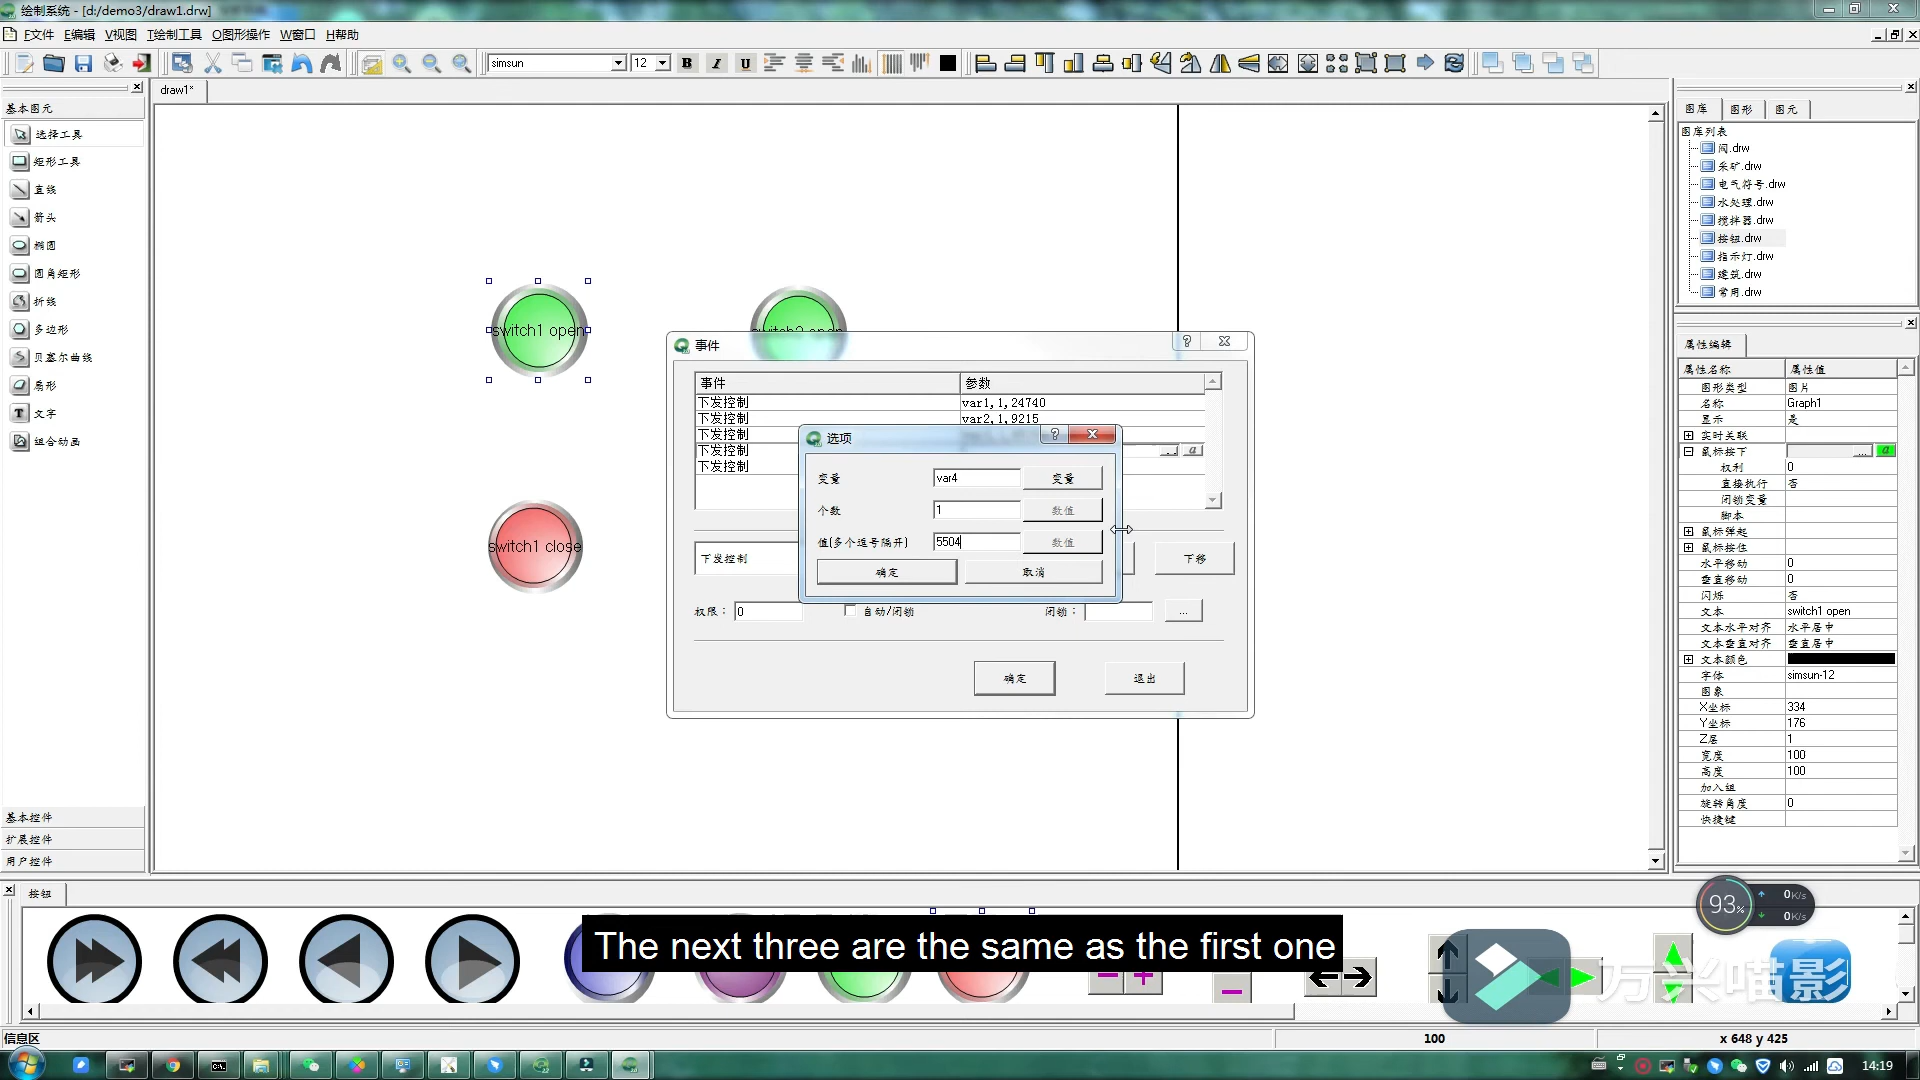 绘制系统 - [d:/demo3/draw1.drw]
F文件 E编辑 V视图 T绘制工具 O图形操作 W窗口 H帮助
simsun 12 B I U
draw1*
基本图元
选择工具
矩形工具
直线
箭头
椭圆
圆角矩形
折线
多边形
贝塞尔曲线
扇形
T 文字
组合动画
基本控件
扩展控件
用户控件
switch1 open
switch1 close
事件
事件 参数
下发控制 var1,1,24740
下发控制 var2,1,9215
下发控制
下发控制 ... a
下发控制
下发控制 下移
权限： 0 自动/闭锁 闭锁： ...
确定 退出
选项
变量 var4 变量
个数 1 数值
值(多个逗号隔开) 5504 数值
确定 取消
图库 图形 图元
图库列表
阀.drw
采矿.drw
电气符号.drw
水处理.drw
搅拌器.drw
按钮.drw
指示灯.drw
建筑.drw
常用.drw
属性编辑
属性名称 属性值
图形类型 图片
名称 Graph1
显示 是
实时关联
鼠标按下 ... a
权利 0
直接执行 否
闭锁变量
脚本
鼠标弹起
鼠标按住
水平移动 0
垂直移动 0
闪烁 否
文本 switch1 open
文本水平对齐 水平居中
文本垂直对齐 垂直居中
文本颜色
字体 simsun-12
图象
X坐标 334
Y坐标 176
Z层 1
宽度 100
高度 100
加入组
旋转角度 0
快捷键
按钮
93% 0K/s
0K/s
The next three are the same as the first one
万兴喵影
信息区 100 x 648 y 425
14:19